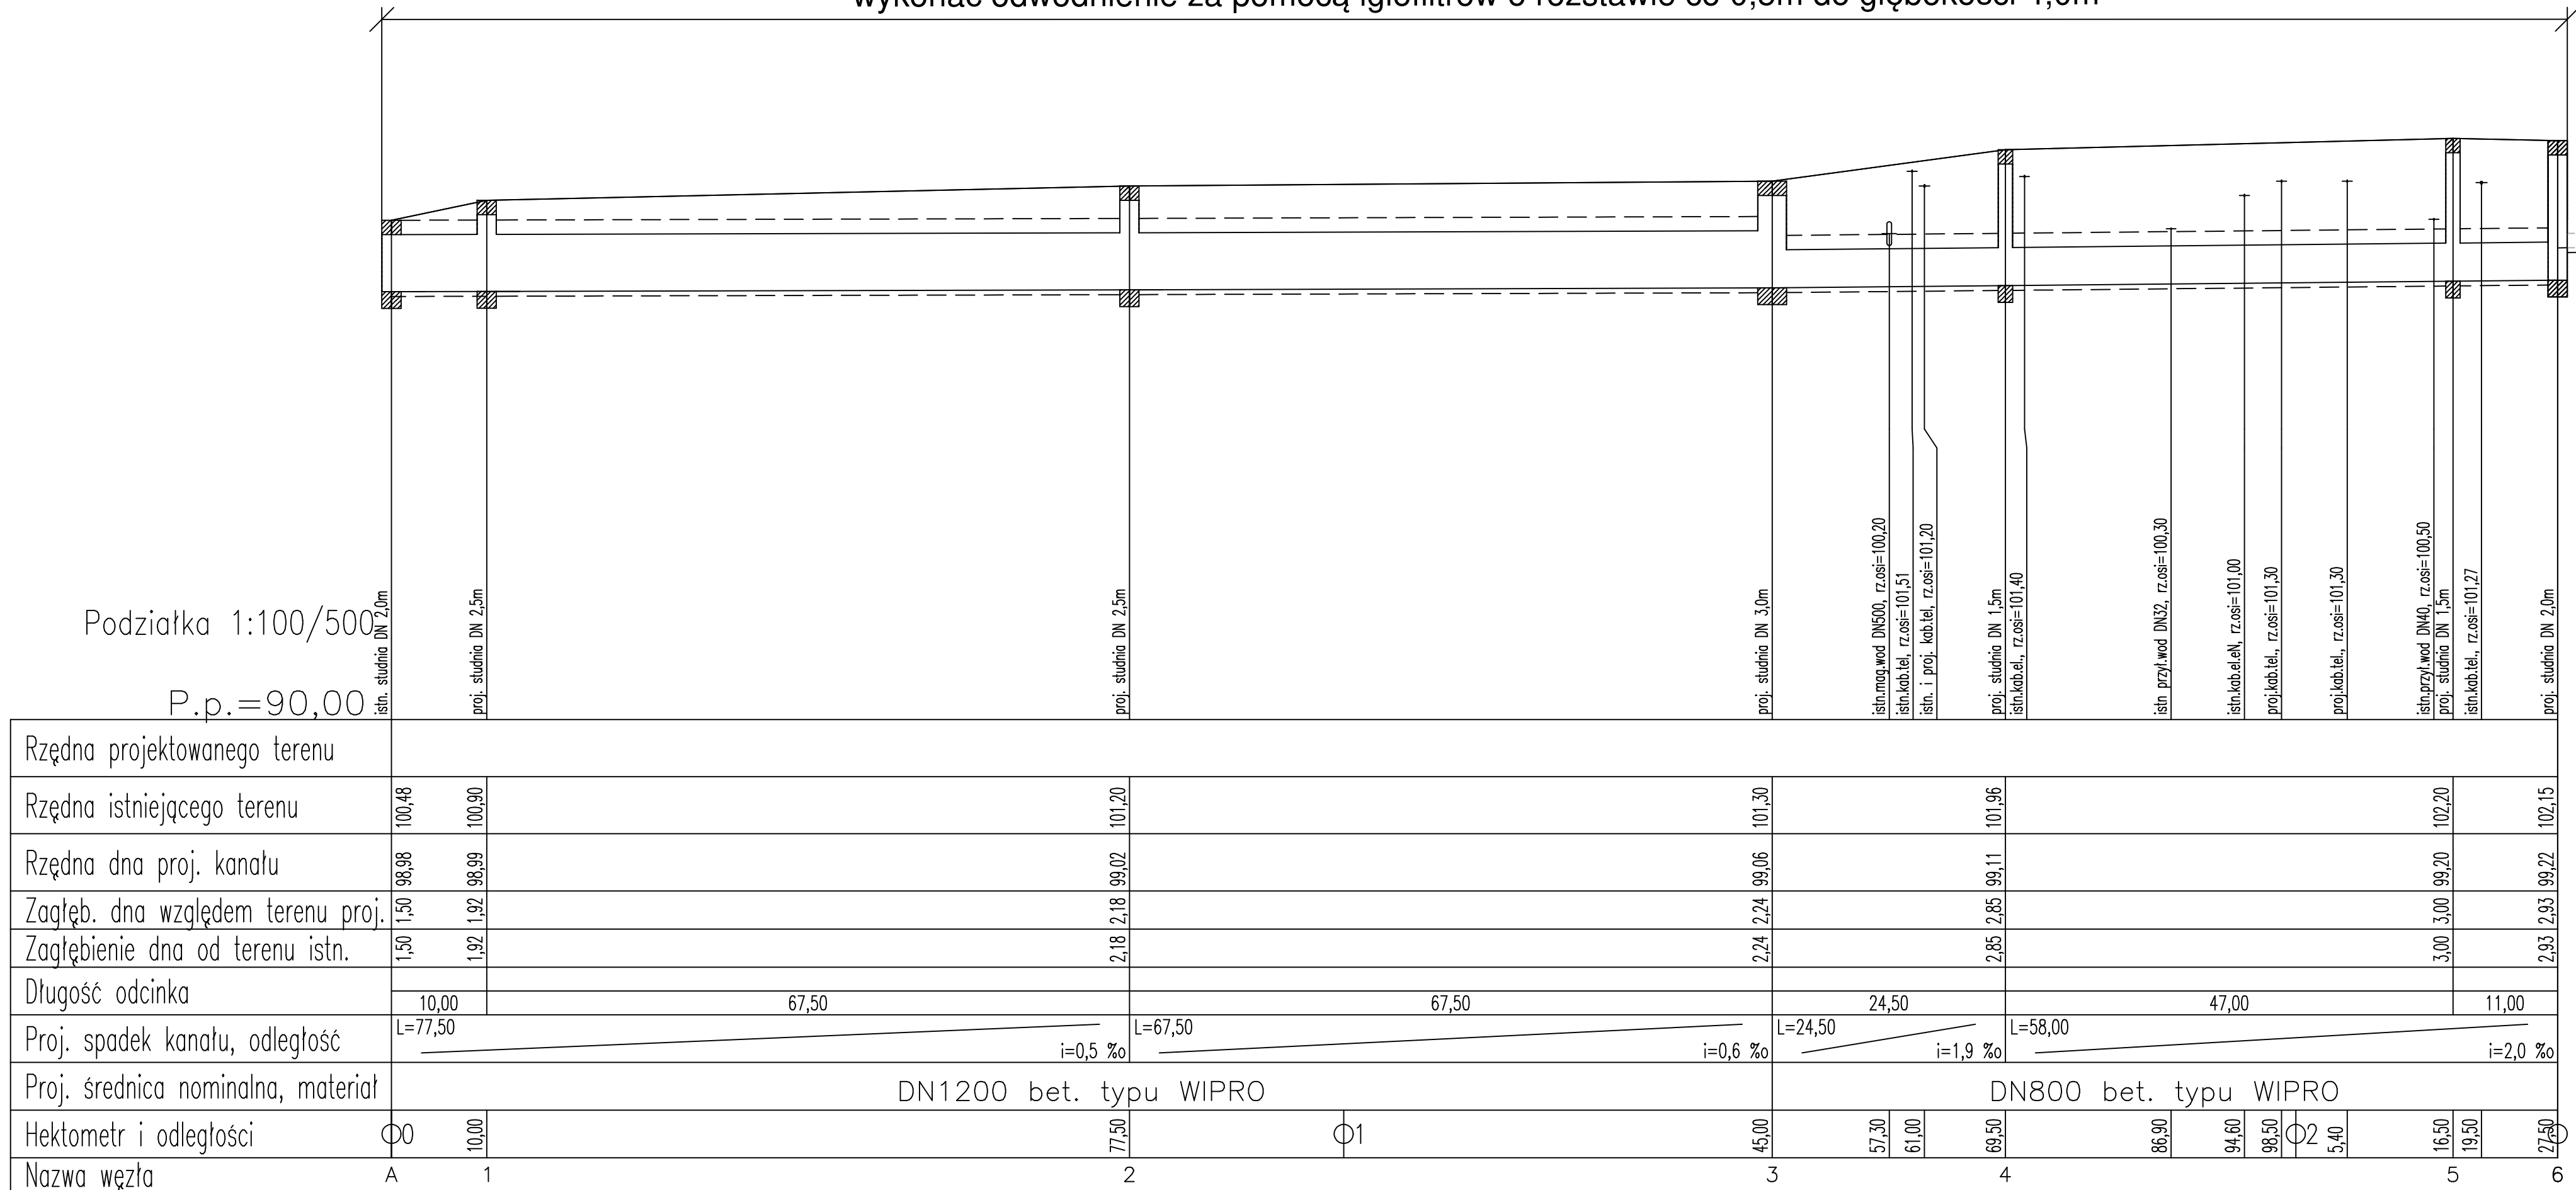 wykonać odwodnienie za pomocą igłofiltrów o rozstawie co 0,5m do głębokości 4,0m
Podziałka 1:100/500
P.p.=90,00
istn. studnia DN 2,0m
proj. studnia DN 2,5m
proj. studnia DN 2,5m
proj. studnia DN 3,0m
istn.mag.wod DN500, rz.osi=100,20
istn.kab.tel, rz.osi=101,51
istn. i proj. kab.tel, rz.osi=101,20
proj. studnia DN 1,5m
istn.kab.el., rz.osi=101,40
istn przył.wod DN32, rz.osi=100,30
istn.kab.el.eN, rz.osi=101,00
proj.kab.tel., rz.osi=101,30
proj.kab.tel., rz.osi=101,30
istn.przył.wod DN40, rz.osi=100,50
proj. studnia DN 1,5m
istn.kab.tel., rz.osi=101,27
proj. studnia DN 2,0m
Rzędna projektowanego terenu
Rzędna istniejącego terenu 100,48 100,90 101,20 101,30 101,96 102,20 102,15
Rzędna dna proj. kanału 98,98 98,99 99,02 99,06 99,11 99,20 99,22
Zagłęb. dna względem terenu proj. 1,50 1,92 2,18 2,24 2,85 3,00 2,93
Zagłębienie dna od terenu istn. 1,50 1,92 2,18 2,24 2,85 3,00 2,93
Długość odcinka 10,00 67,50 67,50 24,50 47,00 11,00
Proj. spadek kanału, odległość L=77,50 i=0,5 ‰ L=67,50 i=0,6 ‰ L=24,50 i=1,9 ‰ L=58,00 i=2,0 ‰
Proj. średnica nominalna, materiał DN1200 bet. typu WIPRO DN800 bet. typu WIPRO
Hektometr i odległości 0 10,00 77,50 1 45,00 57,30 61,00 69,50 86,90 94,60 98,50 2 5,40 16,50 19,50 27,50
Nazwa węzła A 1 2 3 4 5 6